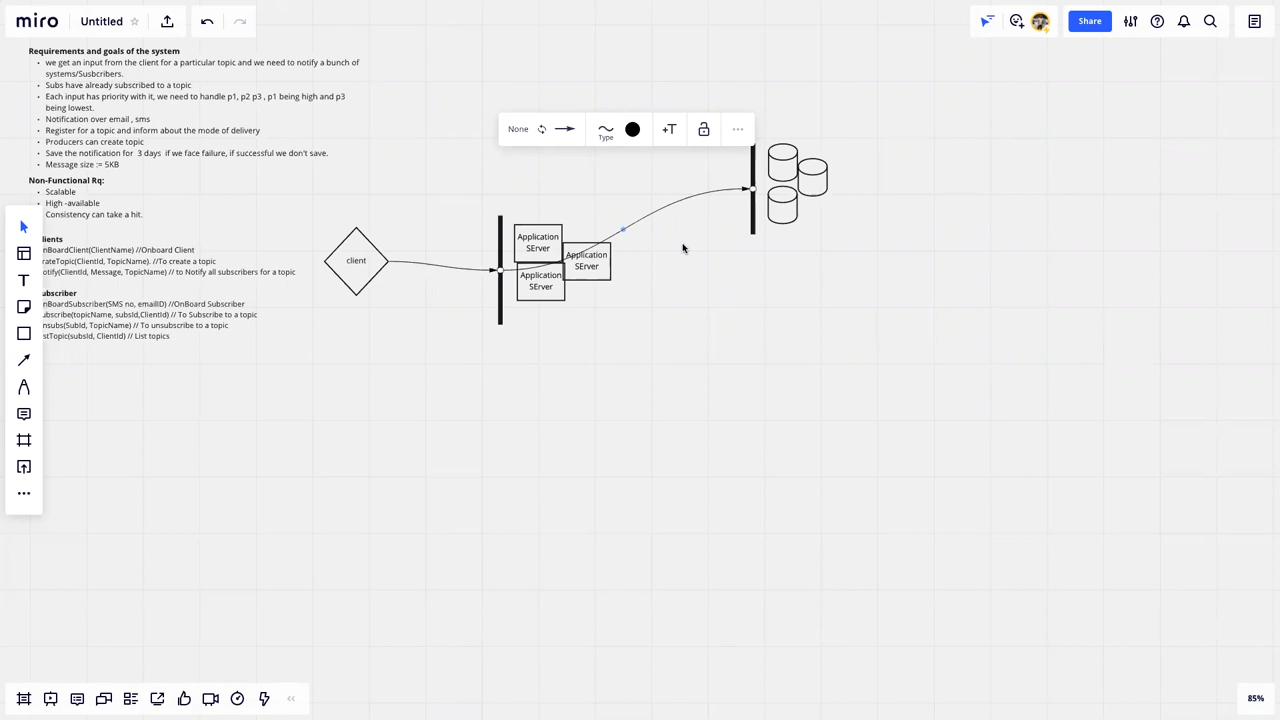 miro
Untitled
Share
Requirements and goals of the system
we get an input from the client for a particular topic and we need to notify a bunch of
systems/Susbcribers.
Subs have already subscribed to a topic
Each input has priority with it, we need to handle p1, p2 p3 , p1 being high and p3
being lowest.
Notification over email , sms
Register for a topic and inform about the mode of delivery
Producers can create topic
Save the notification for 3 days if we face failure, if successful we don't save.
Message size := 5KB
Non-Functional Rq:
Scalable
High -available
Consistency can take a hit.
ients
nBoardClient(ClientName) //Onboard Client
rateTopic(ClientId, TopicName). //To create a topic
otify(ClientId, Message, TopicName) // to Notify all subscribers for a topic
ubscriber
nBoardSubscriber(SMS no, emailID) //OnBoard Subscriber
ubscribe(topicName, subsId,ClientId) // To Subscribe to a topic
nsubs(SubId, TopicName) // To unsubscribe to a topic
stTopic(subsId, ClientId) // List topics
None
Type
+T
client
Application
SErver
Application
SErver
Application
SErver
T
85%